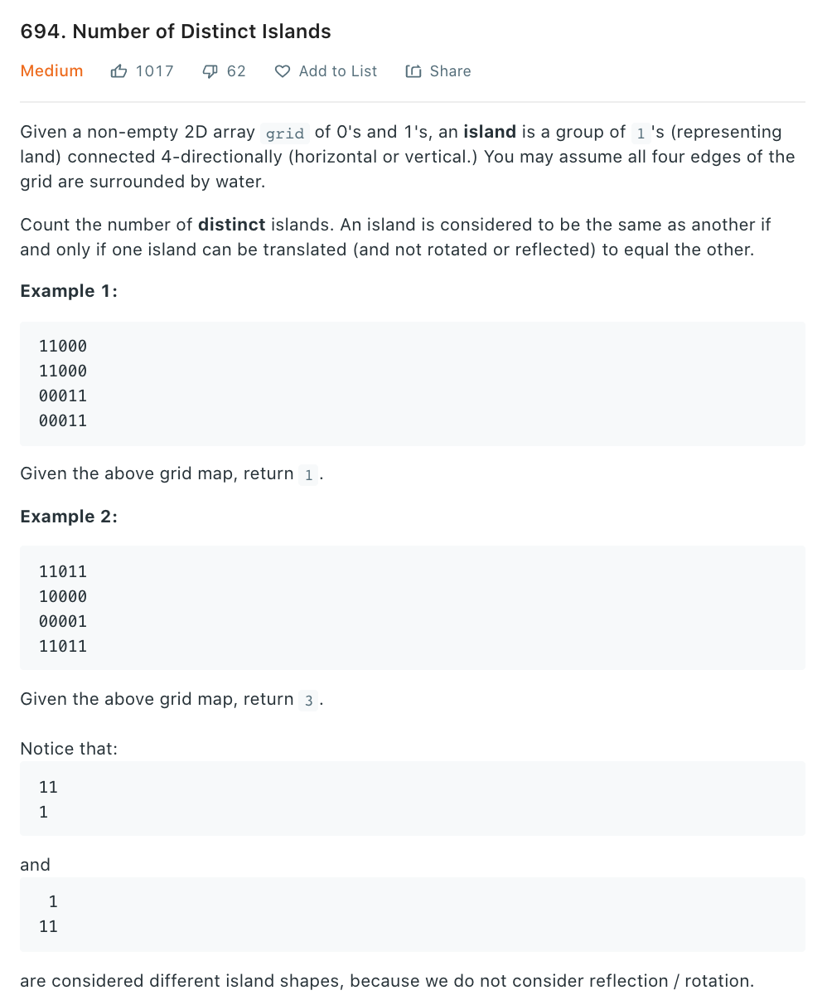 694. Number of Distinct Islands
Medium 1017 62 Add to List Share
Given a non-empty 2D array grid of 0's and 1's, an island is a group of 1 's (representing
land) connected 4-directionally (horizontal or vertical.) You may assume all four edges of the
grid are surrounded by water.
Count the number of distinct islands. An island is considered to be the same as another if
and only if one island can be translated (and not rotated or reflected) to equal the other.
Example 1:
11000
11000
00011
00011
Given the above grid map, return 1 .
Example 2:
11011
10000
00001
11011
Given the above grid map, return 3 .
Notice that:
11
1
and
 1
11
are considered different island shapes, because we do not consider reflection / rotation.